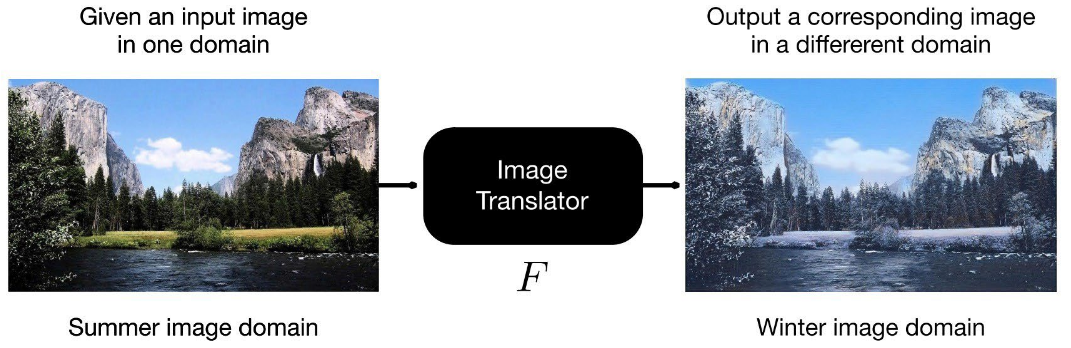 Given an input image
in one domain
Output a corresponding image
in a differerent domain
Image
Translator
F
Summer image domain
Winter image domain